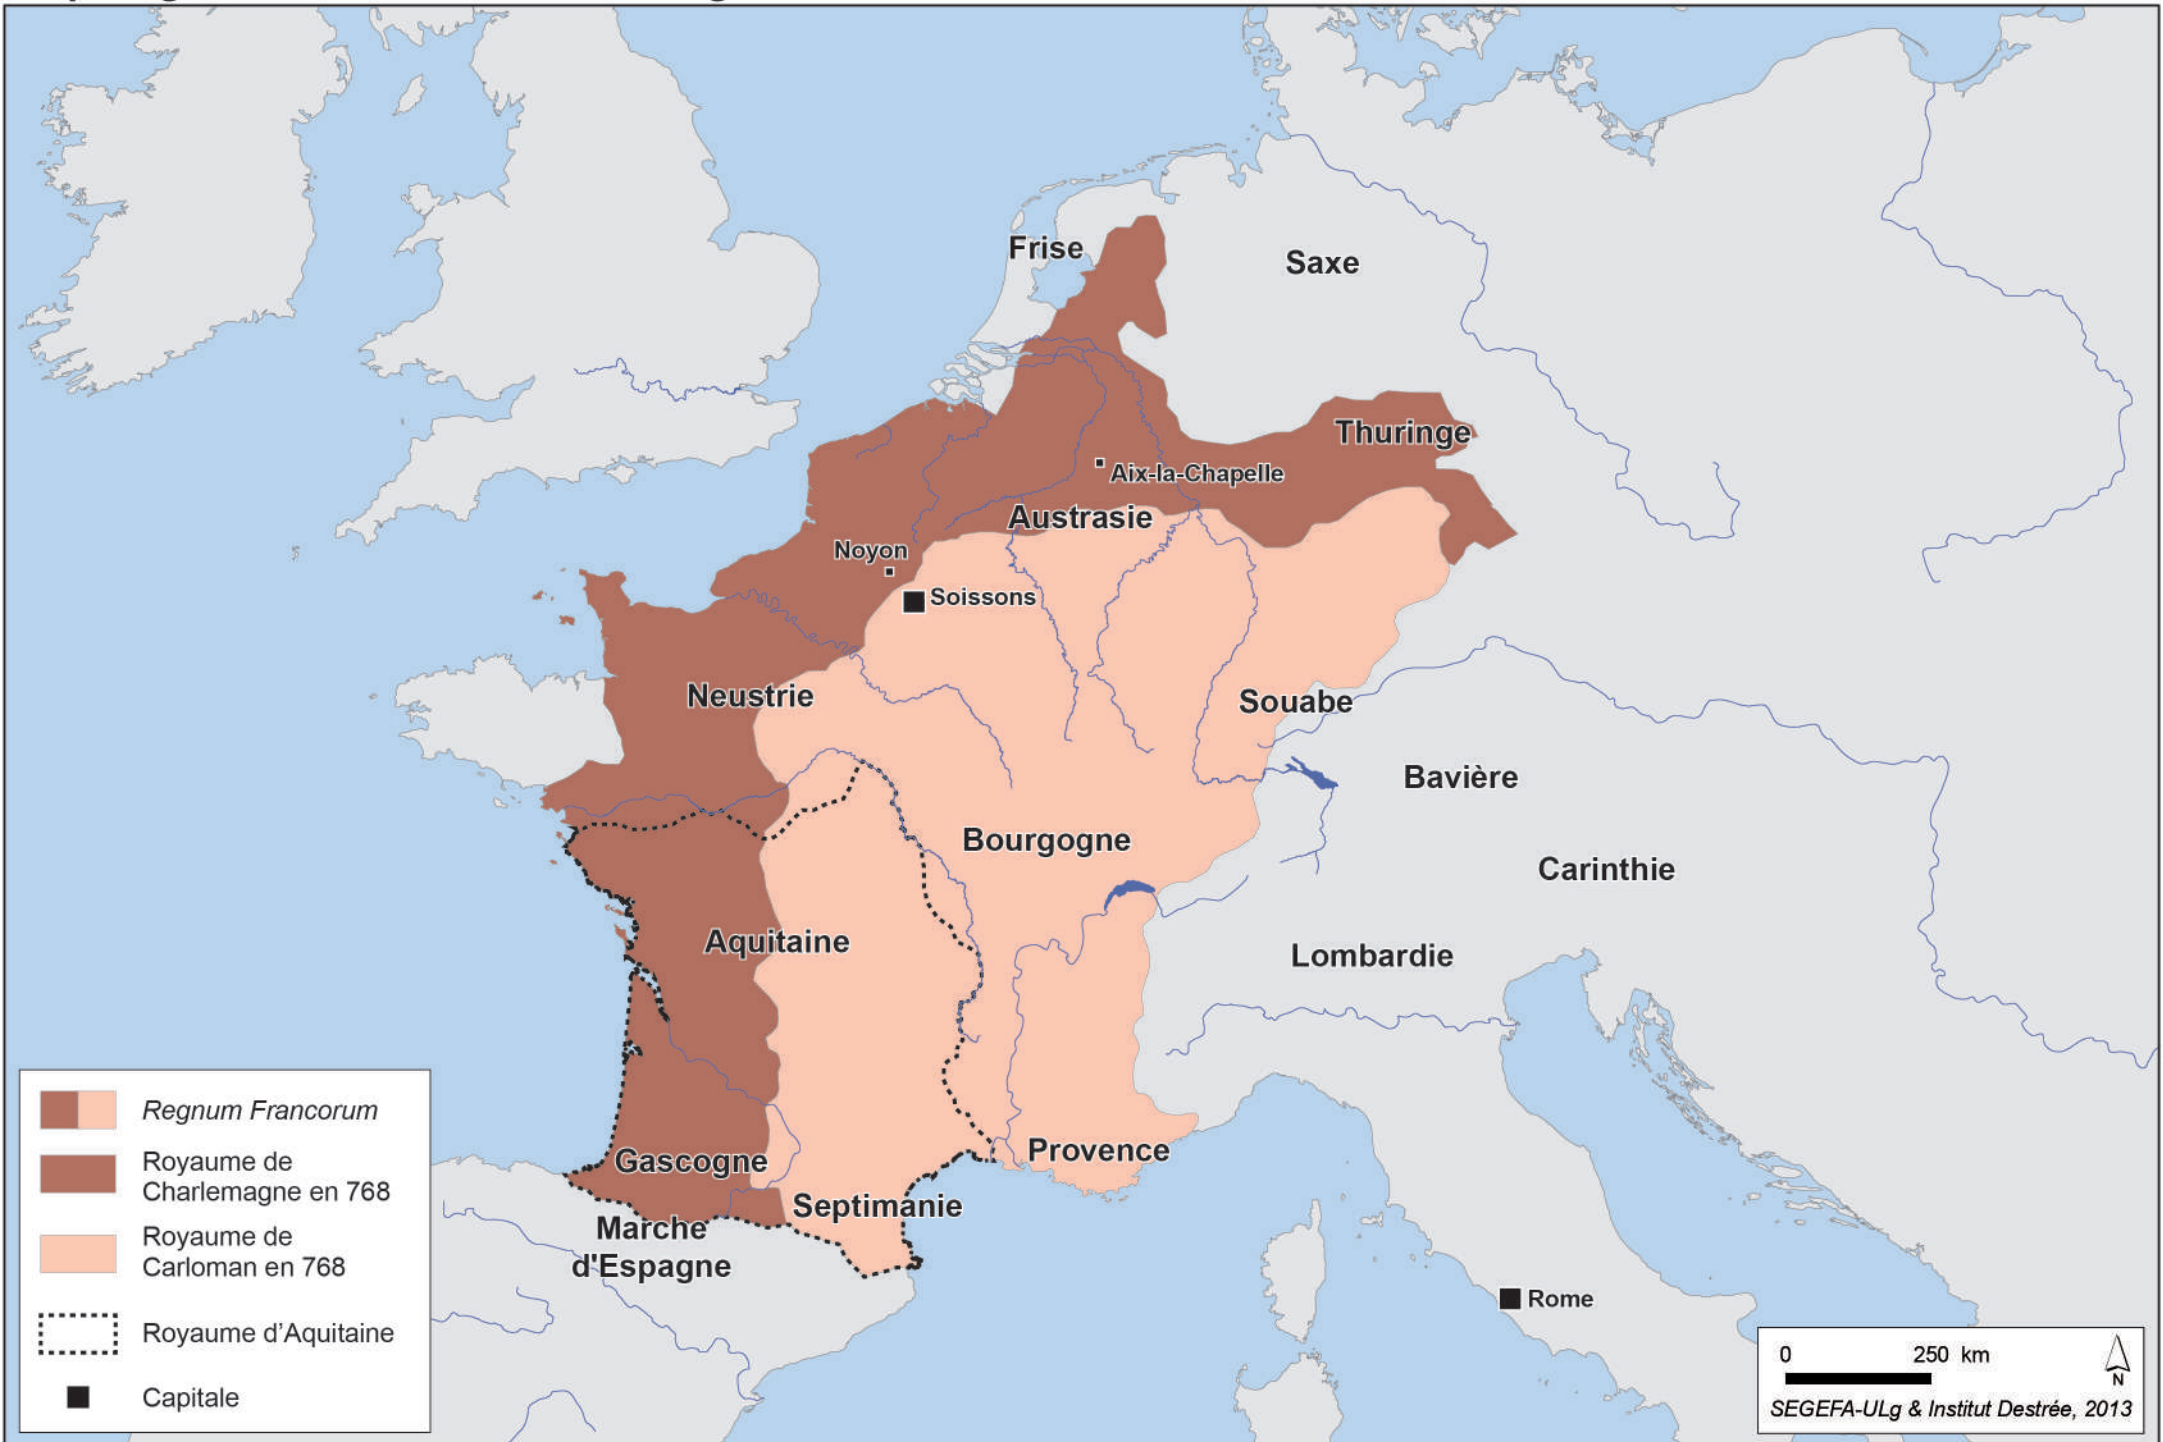 Frise
Saxe
Thuringe
Aix-la-Chapelle
Austrasie
Noyon
Soissons
Neustrie
Souabe
Bavière
Bourgogne
Carinthie
Aquitaine
Lombardie
Provence
Gascogne
Septimanie
Marche
d'Espagne
Rome
Regnum Francorum
Royaume de
Charlemagne en 768
Royaume de
Carloman en 768
Royaume d’Aquitaine
Capitale
0 250 km
N
SEGEFA-ULg & Institut Destrée, 2013